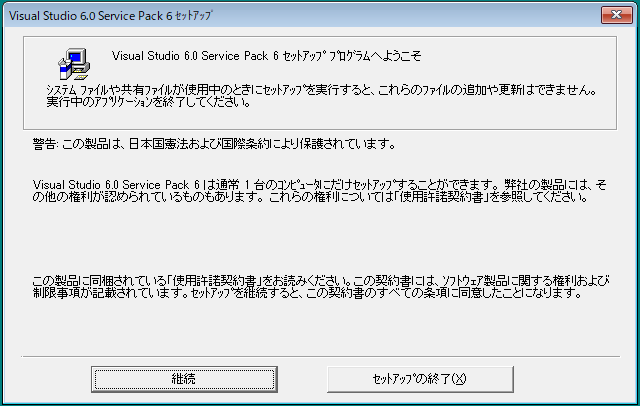 Visual Studio 6.0 Service Pack 6 ｾｯﾄｱｯﾌﾟ
Visual Studio 6.0 Service Pack 6 ｾｯﾄｱｯﾌﾟ ﾌﾟﾛｸﾞﾗﾑへようこそ
ｼｽﾃﾑ ﾌｧｲﾙや共有ﾌｧｲﾙが使用中のときにｾｯﾄｱｯﾌﾟを実行すると、これらのﾌｧｲﾙの追加や更新はできません。
実行中のｱﾌﾟﾘｹｰｼｮﾝを終了してください。
警告: この製品は、日本国憲法および国際条約により保護されています。
Visual Studio 6.0 Service Pack 6 は通常 1 台のｺﾝﾋﾟｭｰﾀにだけｾｯﾄｱｯﾌﾟすることができます。弊社の製品には、そ
の他の権利が認められているものもあります。これらの権利については「使用許諾契約書」を参照してください。
この製品に同梱されている「使用許諾契約書」をお読みください。この契約書には、ｿﾌﾄｳｪｱ製品に関する権利および
制限事項が記載されています。ｾｯﾄｱｯﾌﾟを継続すると、この契約書のすべての条項に同意したことになります。
継続
ｾｯﾄｱｯﾌﾟの終了(X)